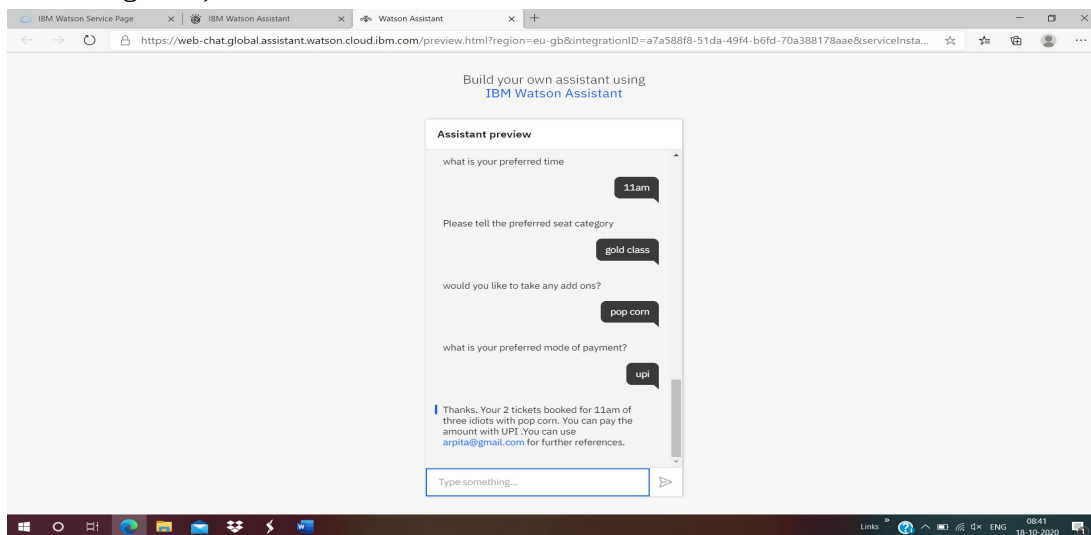 IBM Watson Service Page
IBM Watson Assistant
Watson Assistant
https://web-chat.global.assistant.watson.cloud.ibm.com/preview.html?region=eu-gb&integrationID=a7a588f8-51da-49f4-b6fd-70a388178aae&serviceInsta...
Build your own assistant using
IBM Watson Assistant
Assistant preview
what is your preferred time
11am
Please tell the preferred seat category
gold class
would you like to take any add ons?
pop corn
what is your preferred mode of payment?
upi
Thanks. Your 2 tickets booked for 11am of
three idiots with pop corn. You can pay the
amount with UPI .You can use
arpita@gmail.com for further references.
Type something...
Links
ENG
08:41
18-10-2020